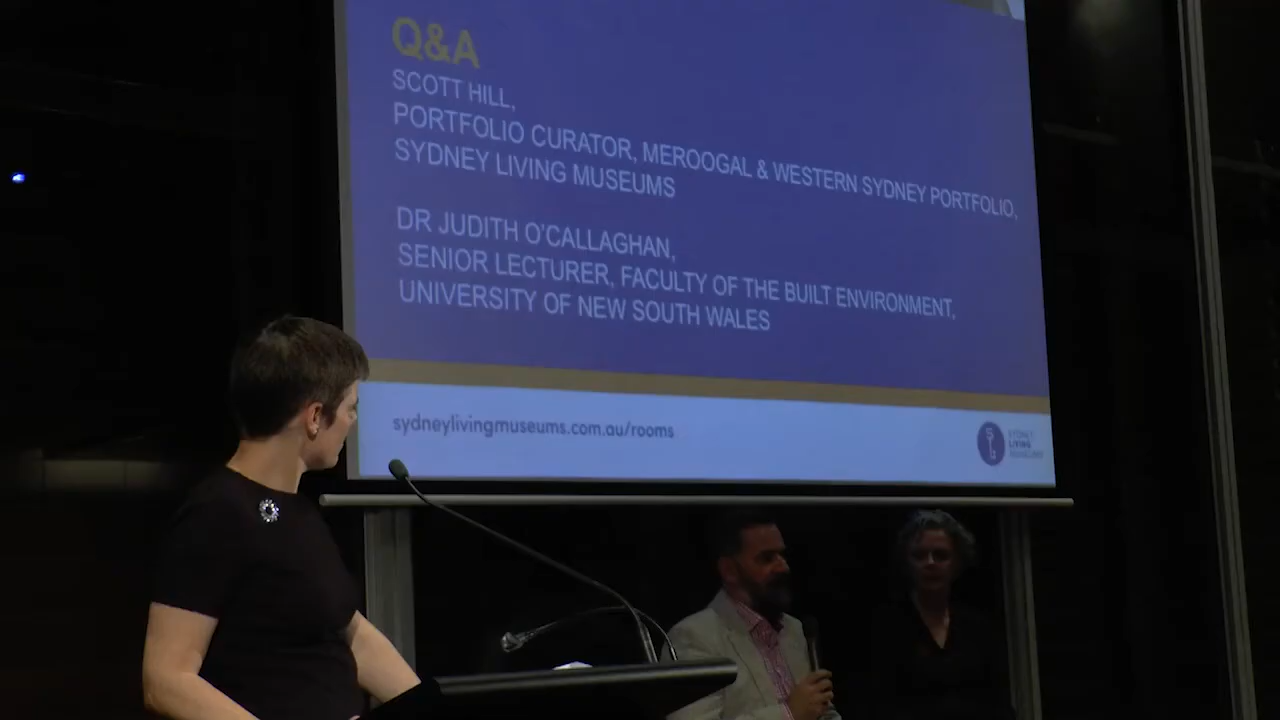 Q&A
SCOTT HILL,
PORTFOLIO CURATOR, MEROOGAL & WESTERN SYDNEY PORTFOLIO,
SYDNEY LIVING MUSEUMS
DR JUDITH O'CALLAGHAN,
SENIOR LECTURER, FACULTY OF THE BUILT ENVIRONMENT,
UNIVERSITY OF NEW SOUTH WALES
sydneylivingmuseums.com.au/rooms
SYDNEY
LIVING
MUSEUMS